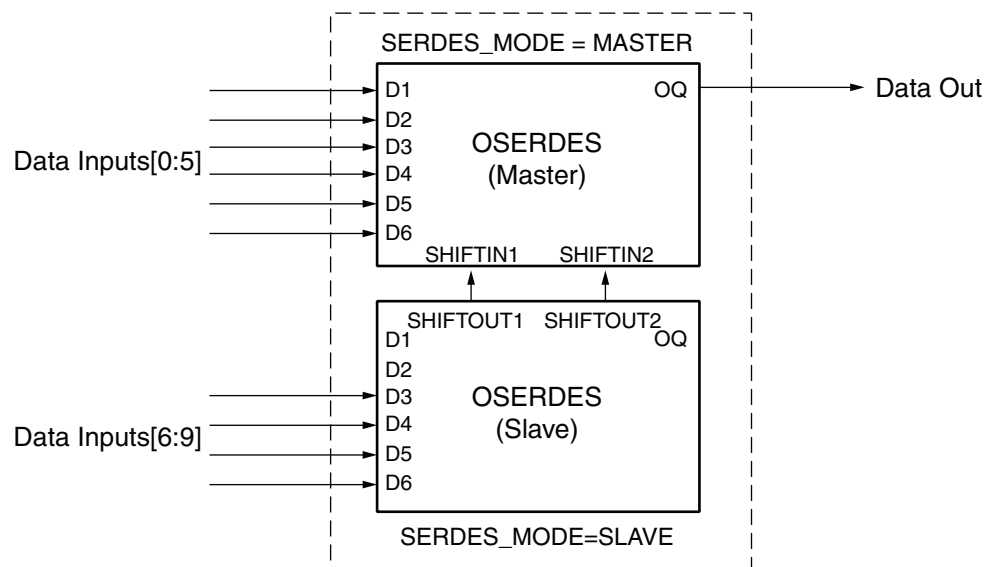 SERDES_MODE = MASTER
D1
OQ
Data Out
D2
D3
OSERDES
Data Inputs[0:5]
D4
(Master)
D5
D6
SHIFTIN1
SHIFTIN2
SHIFTOUT1
SHIFTOUT2
D1
OQ
D2
D3
OSERDES
D4
(Slave)
Data Inputs[6:9]
D5
D6
SERDES_MODE=SLAVE